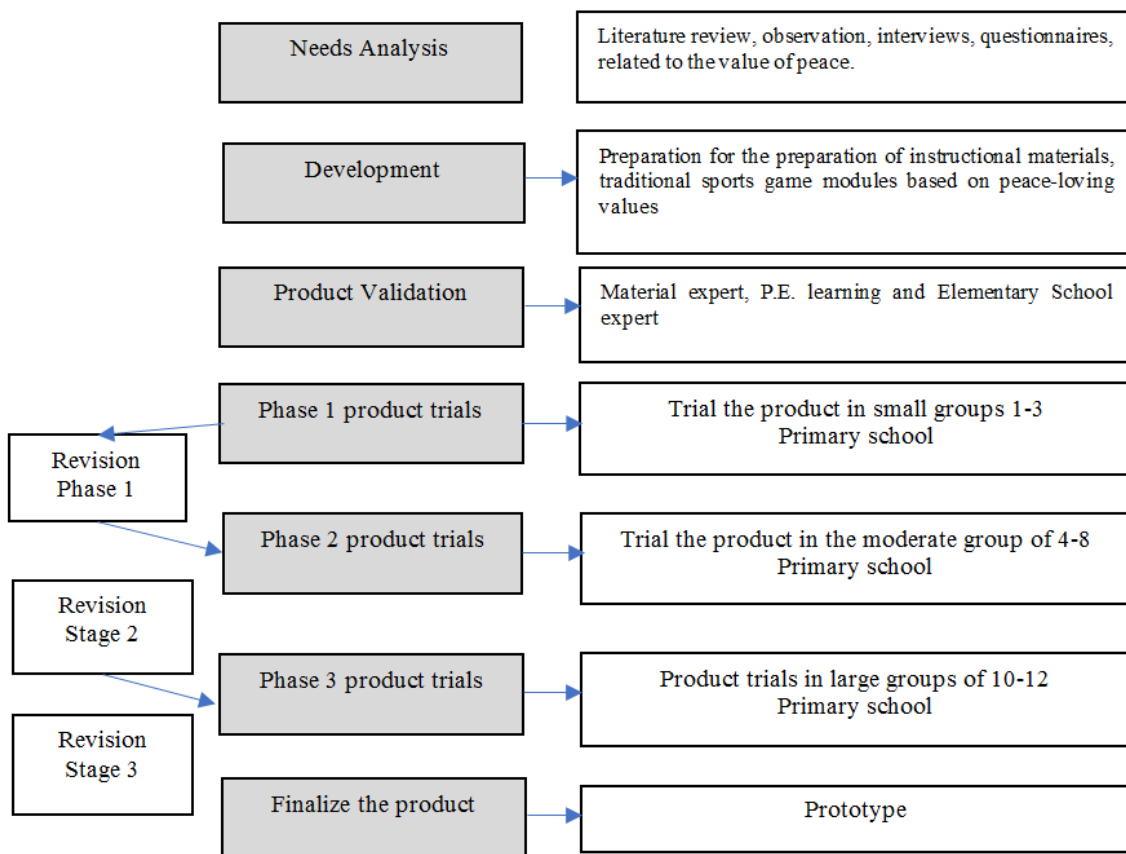 Needs Analysis
Literature review, observation, interviews, questionnaires,
related to the value of peace.
Development
Preparation for the preparation of instructional materials,
traditional sports game modules based on peace-loving
values
Product Validation
Material expert, P.E. learning and Elementary School
expert
Phase 1 product trials
Trial the product in small groups 1-3
Primary school
Revision
Phase 1
Phase 2 product trials
Trial the product in the moderate group of 4-8
Primary school
Revision
Stage 2
Phase 3 product trials
Product trials in large groups of 10-12
Primary school
Revision
Stage 3
Finalize the product
Prototype